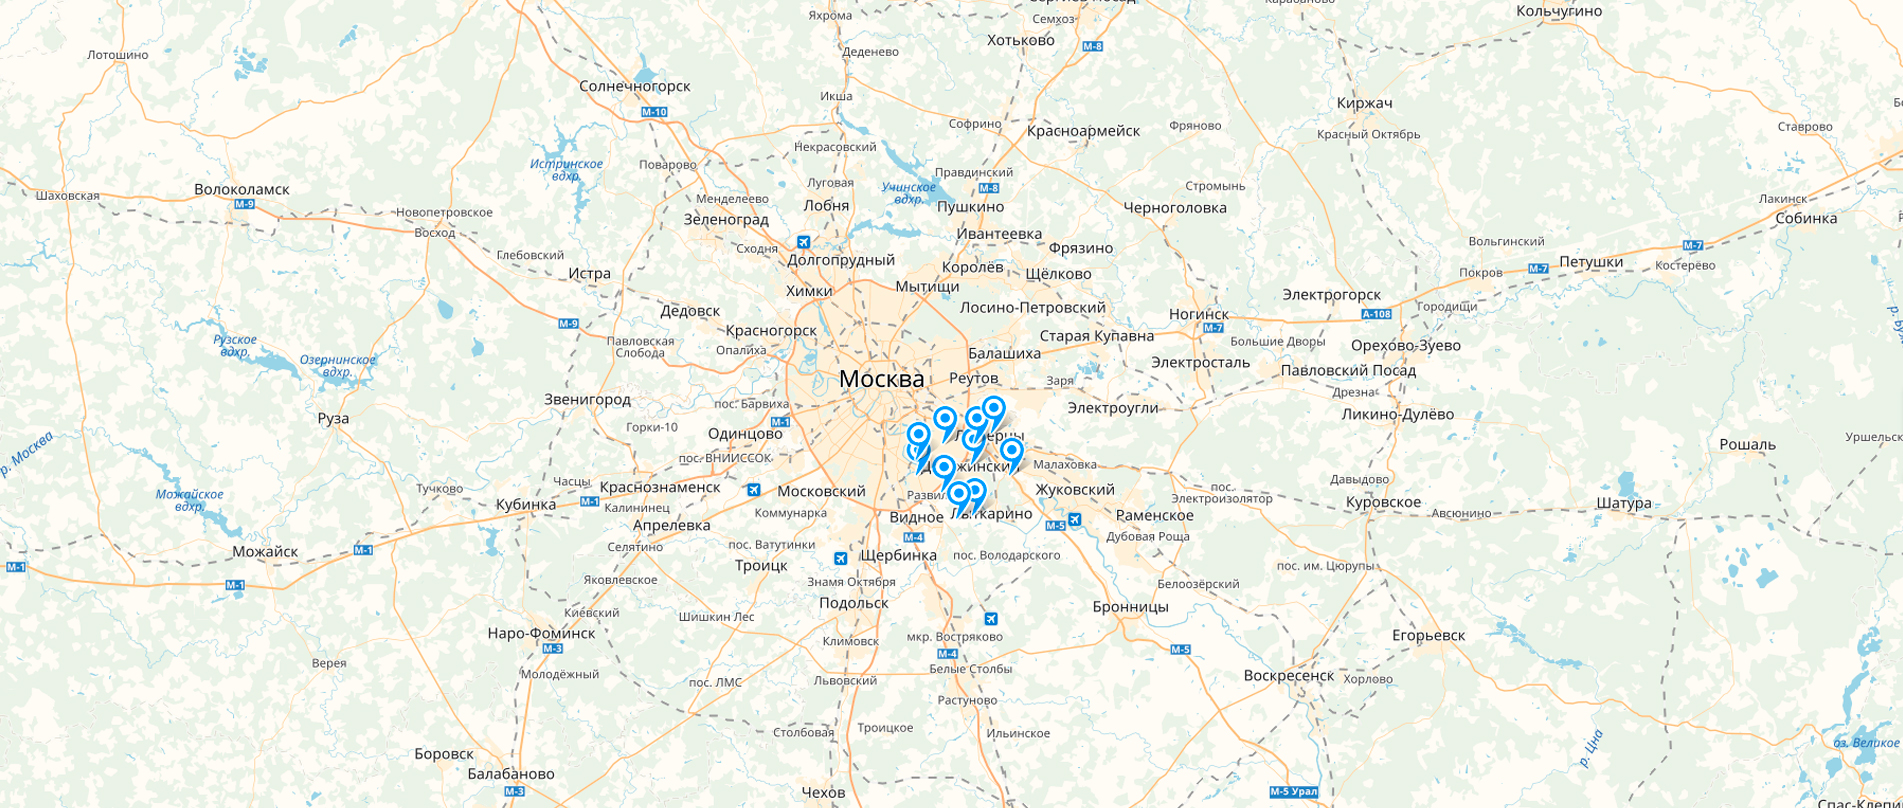 Яхрома
Семхоз
Кольчугино
Лотошино
Деденево
Хотьково
М-8
Солнечногорск
Икша
М-10
Киржач
Софрино
Красноармейск
Фряново
Красный Октябрь
Ставрово
Некрасовский
Истринское
вдхр.
Поварово
Правдинский
М-8
Луговая
Учинское
вдхр.
Стромынь
Волоколамск
М-9
Шаховская
Менделеево
Лобня
Пушкино
Черноголовка
Лакинск
Собинка
Новопетровское
Восход
Зеленоград
Ивантеевка
Фрязино
Вольгинский
М-7
Глебовский
Сходня
Долгопрудный
Королёв
Щёлково
Покров
М-7
Петушки
Костерёво
Истра
Химки
Мытищи
Электрогорск
Городищи
Дедовск
Лосино-Петровский
Ногинск
М-7
А-108
М-9
Красногорск
Старая Купавна
Большие Дворы
Орехово-Зуево
Рузское
вдхр.
Павловская
Слобода
Опалиха
Балашиха
Электросталь
Павловский Посад
Озернинское
вдхр.
Москва
Реутов
Заря
Дрезна
Звенигород
пос. Барвиха
Электроугли
Ликино-Дулёво
Руза
М-1
Горки-10
Одинцово
р. Москва
Рошаль
пос. ВНИИССОК
Малаховка
Можайское
вдхр.
Тучково
Часцы
Краснознаменск
Московский
Жуковский
пос.
Электроизолятор
Давыдово
Куровское
Шатура
Кубинка
М-1
Калининец
Коммунарка
Видное
М-5
Раменское
Авсюнино
Апрелевка
М-4
Дубовая Роща
Можайск
М-1
Селятино
пос. Ватутинки
Щербинка
пос. Володарского
М-1
Троицк
пос. им. Цюрупы
М-1
Яковлевское
Знамя Октября
Белоозёрский
Киевский
Шишкин Лес
Подольск
Бронницы
Наро-Фоминск
М-3
Климовск
мкр. Востряково
М-4
Егорьевск
М-5
Верея
Молодёжный
пос. ЛМС
Львовский
Белые Столбы
Воскресенск
Хорлово
Растуново
Столбовая
Троицкое
Ильинское
р. Цна
оз. Великое
Боровск
Балабаново
М-3
Чехов
М-5 Урал